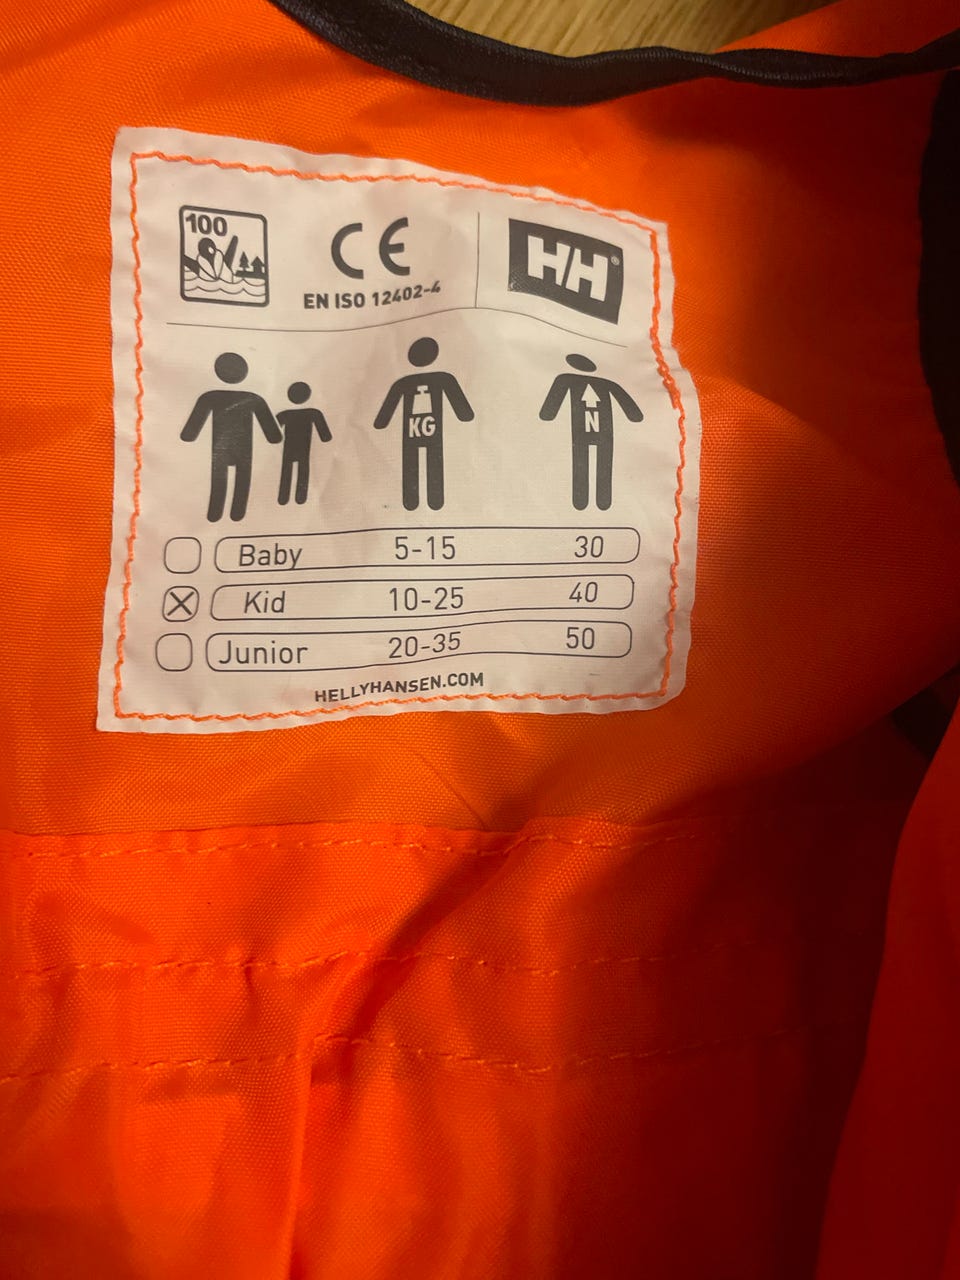 100
CE
EN ISO 12402-4
HH®
KG
N
Baby 5-15 30
Kid 10-25 40
Junior 20-35 50
HELLYHANSEN.COM